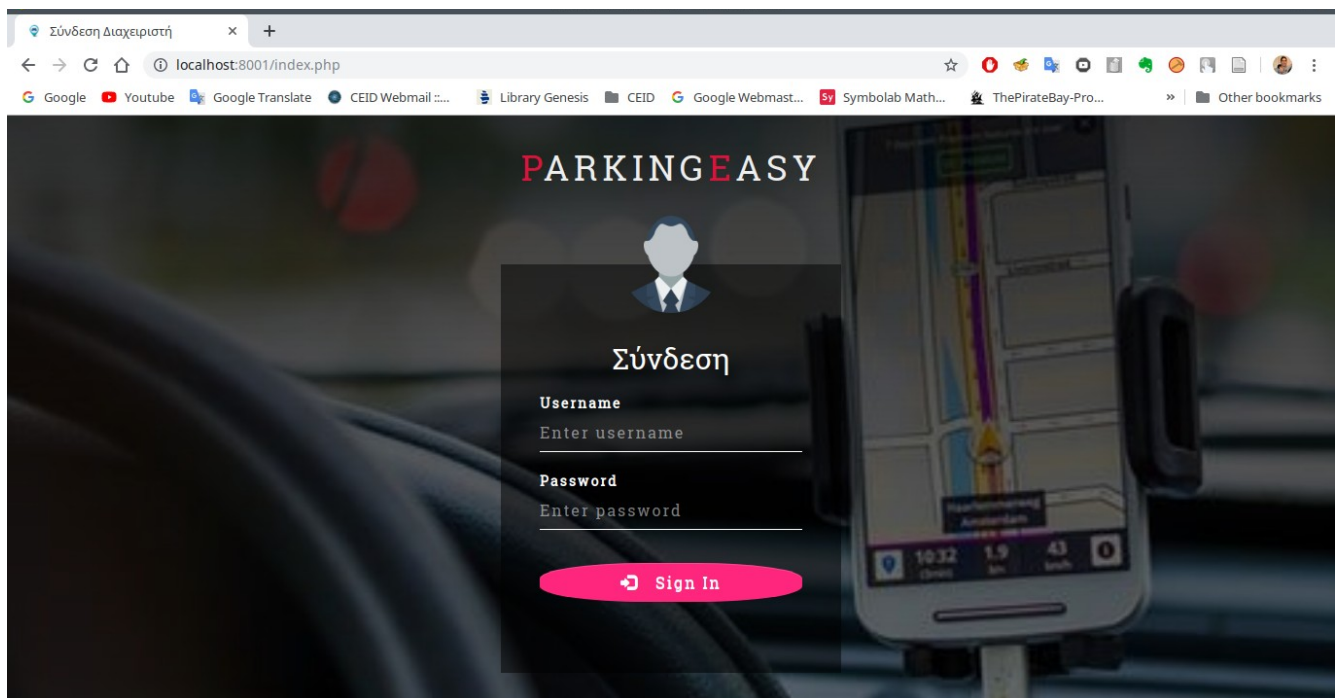 Σύνδεση Διαχειριστή
localhost:8001/index.php
Google Youtube Google Translate CEID Webmail ::... Library Genesis CEID Google Webmast... Symbolab Math... ThePirateBay-Pro... » Other bookmarks
PARKINGEASY
Σύνδεση
Username
Enter username
Password
Enter password
Sign In
Amsterdam
10:32 1.9 43